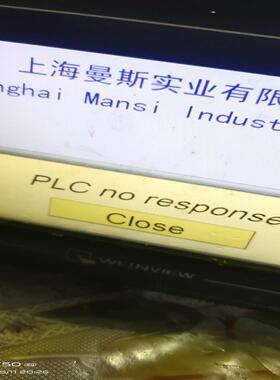 上海曼斯实业有限
nghai Mansi Indust
PLC no response
Close
WEINVIEW